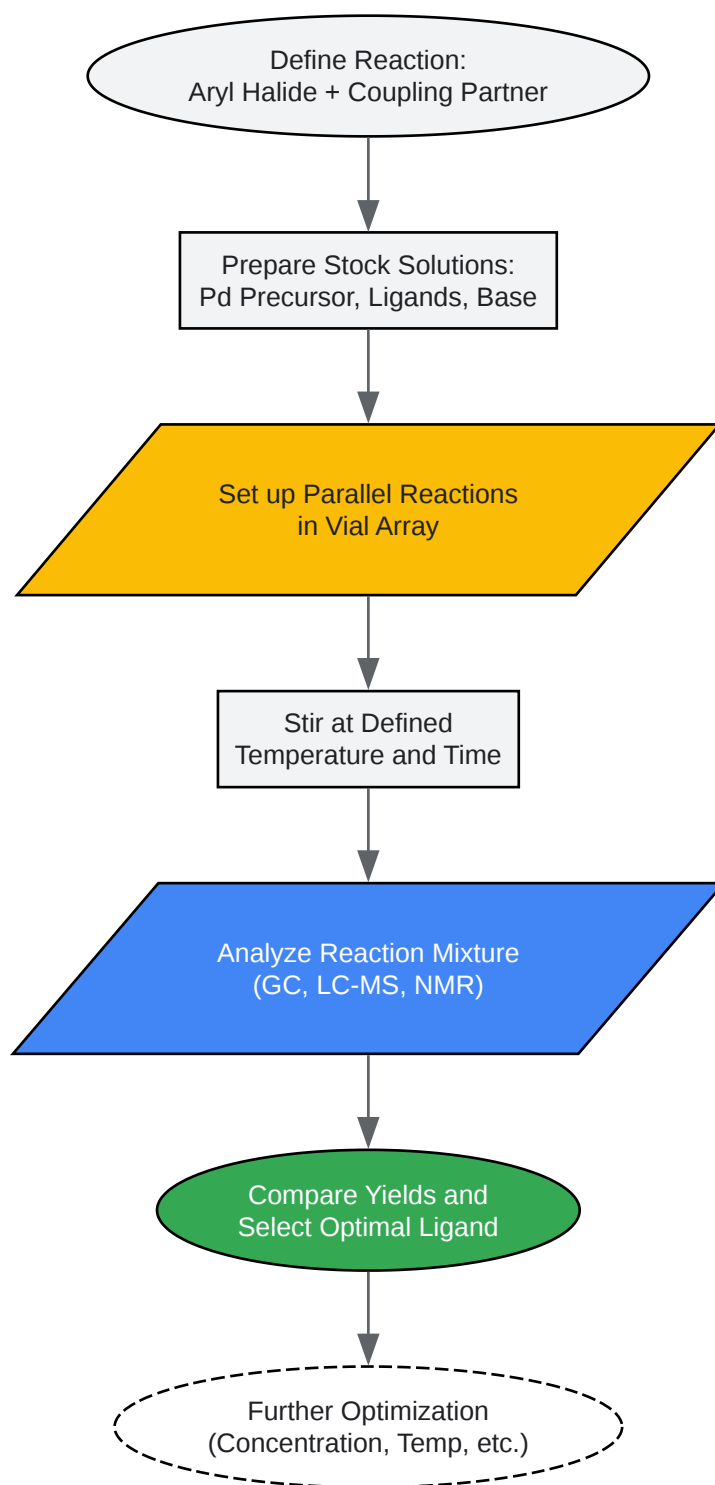 Define Reaction:
Aryl Halide + Coupling Partner
Prepare Stock Solutions:
Pd Precursor, Ligands, Base
Set up Parallel Reactions
in Vial Array
Stir at Defined
Temperature and Time
Analyze Reaction Mixture
(GC, LC-MS, NMR)
Compare Yields and
Select Optimal Ligand
Further Optimization
(Concentration, Temp, etc.)